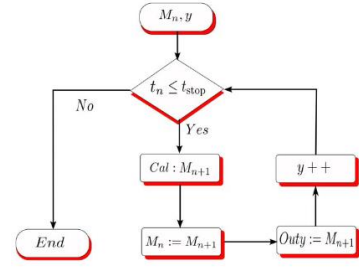 M_n, y
t_n ≤ t_stop
No
Yes
Cal : M_{n+1}
y + +
M_n := M_{n+1}
Outy := M_{n+1}
End